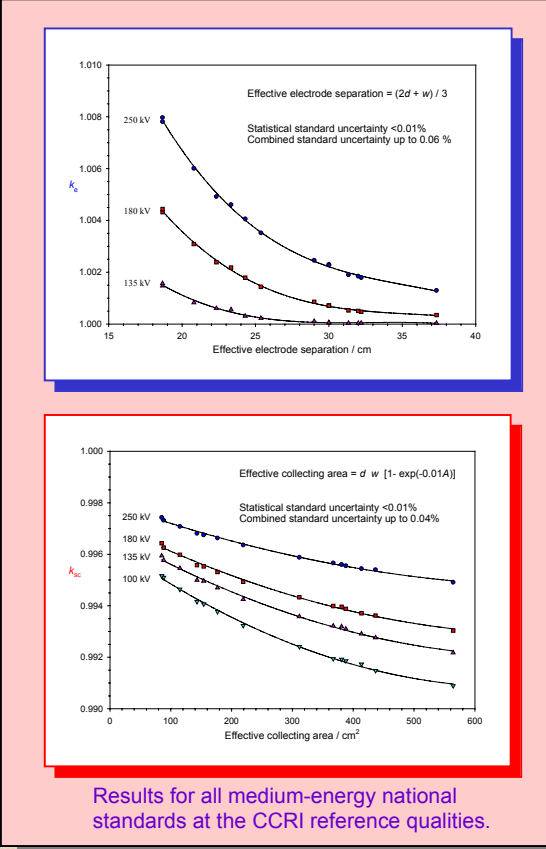 1.010
Effective electrode separation = (2d + w) / 3
1.008
250 kV
Statistical standard uncertainty <0.01%
Combined standard uncertainty up to 0.06 %
1.006
ke
1.004
180 kV
1.002
135 kV
1.000
15 20 25 30 35 40
Effective electrode separation / cm
1.000
Effective collecting area = d w [1- exp(-0.01A)]
0.998
Statistical standard uncertainty <0.01%
Combined standard uncertainty up to 0.04%
250 kV
180 kV
0.996
135 kV
ksc
100 kV
0.994
0.992
0.990
0 100 200 300 400 500 600
Effective collecting area / cm²
Results for all medium-energy national
standards at the CCRI reference qualities.